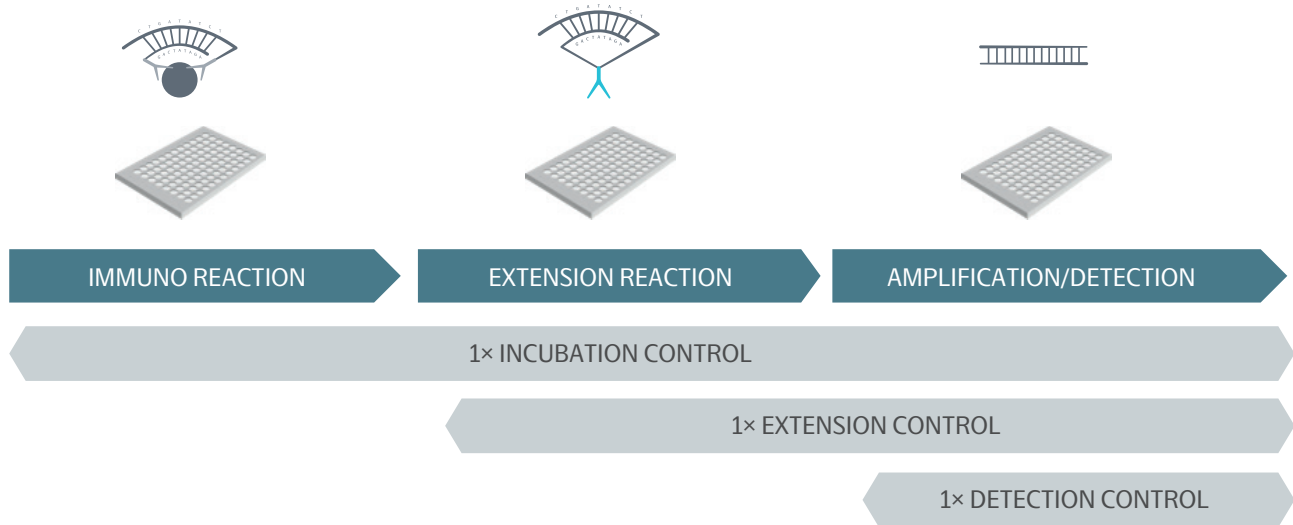 C T G A T A T C T
G A C T A T A G A
C T G A T A T C T
G A C T A T A G A
IMMUNO REACTION
EXTENSION REACTION
AMPLIFICATION/DETECTION
1× INCUBATION CONTROL
1× EXTENSION CONTROL
1× DETECTION CONTROL